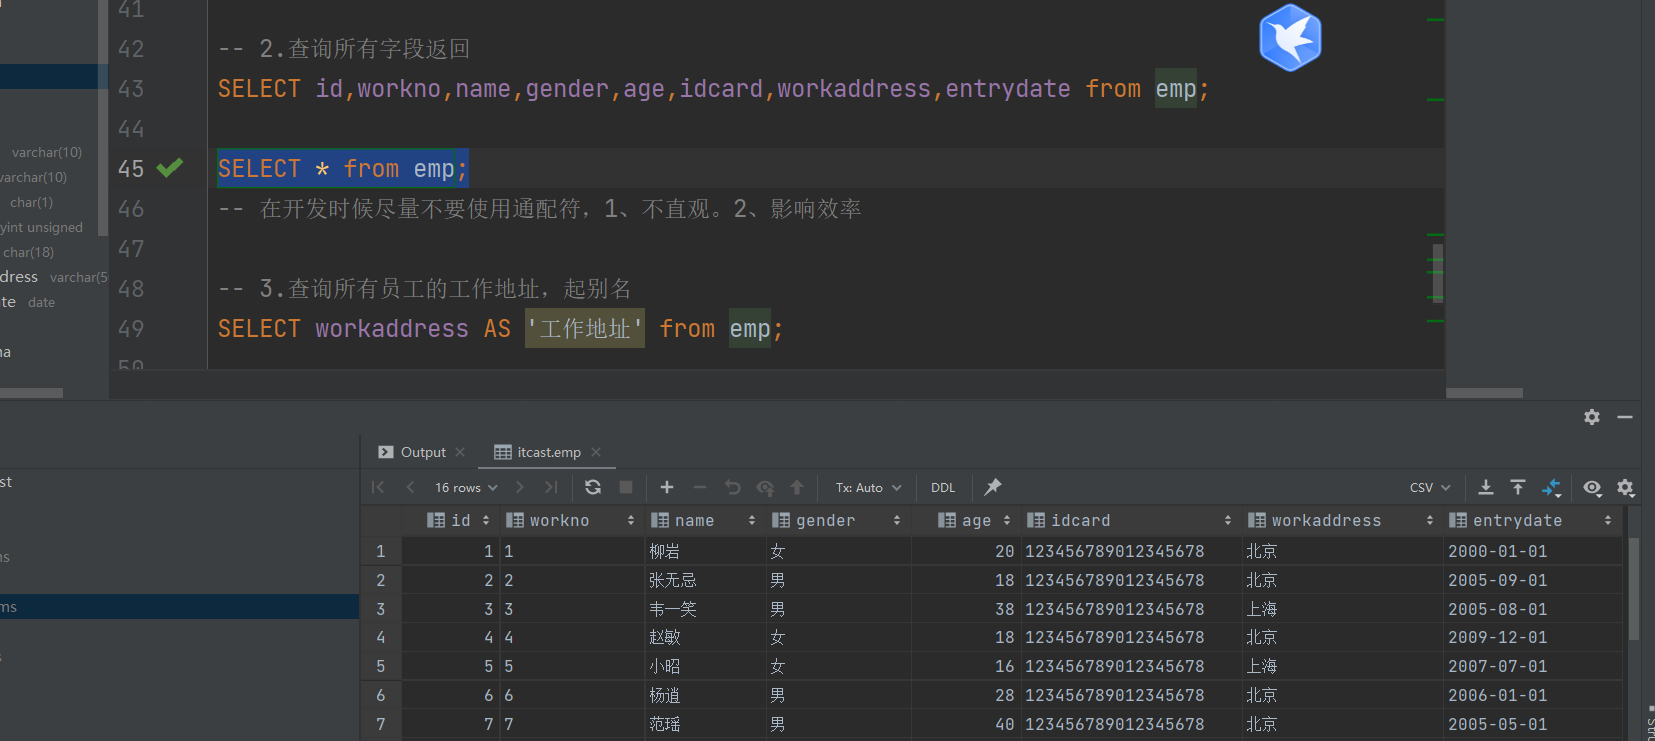 41
42 -- 2.查询所有字段返回
43 SELECT id,workno,name,gender,age,idcard,workaddress,entrydate from emp;
44
varchar(10)
45 SELECT * from emp;
varchar(10)
char(1)
46 -- 在开发时候尽量不要使用通配符，1、不直观。2、影响效率
yint unsigned
47
char(18)
dress varchar(5
48 -- 3.查询所有员工的工作地址，起别名
te date
49 SELECT workaddress AS '工作地址' from emp;
na
50
Output itcast.emp
st
16 rows Tx: Auto DDL CSV
id workno name gender age idcard workaddress entrydate
1 1 1 柳岩 女 20 123456789012345678 北京 2000-01-01
ns
2 2 2 张无忌 男 18 123456789012345678 北京 2005-09-01
3 3 3 韦一笑 男 38 123456789012345678 上海 2005-08-01
ms
4 4 4 赵敏 女 18 123456789012345678 北京 2009-12-01
5 5 5 小昭 女 16 123456789012345678 上海 2007-07-01
s
6 6 6 杨逍 男 28 123456789012345678 北京 2006-01-01
7 7 7 范瑶 男 40 123456789012345678 北京 2005-05-01